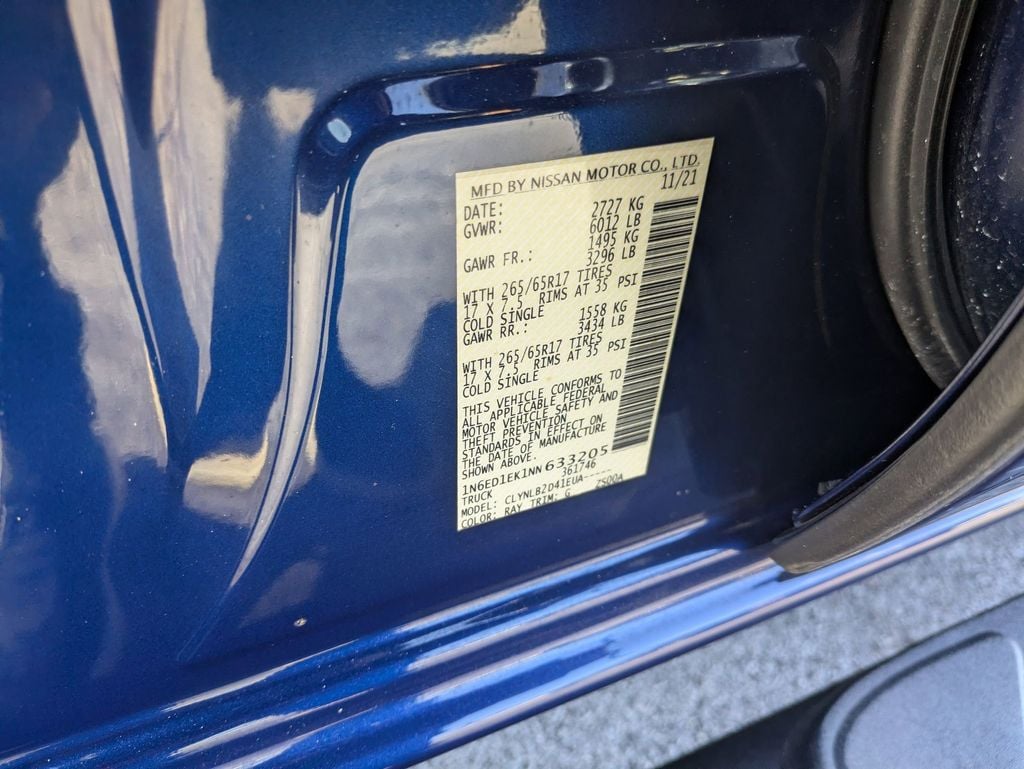 MFD BY NISSAN MOTOR CO., LTD.
DATE: 11/21
GVWR: 2727 KG
6012 LB
GAWR FR.: 1495 KG
3296 LB
WITH 265/65R17 TIRES
17 X 7.5 RIMS AT 35 PSI
COLD SINGLE
GAWR RR.: 1558 KG
3434 LB
WITH 265/65R17 TIRES
17 X 7.5 RIMS AT 35 PSI
COLD SINGLE
THIS VEHICLE CONFORMS TO
ALL APPLICABLE FEDERAL
MOTOR VEHICLE SAFETY AND
THEFT PREVENTION
STANDARDS IN EFFECT ON
THE DATE OF MANUFACTURE
SHOWN ABOVE.
1N6ED1EK1NN 633205
TRUCK 361746
MODEL: CLYNLB2D41EUA-----
COLOR: RAY TRIM: G ZS00A